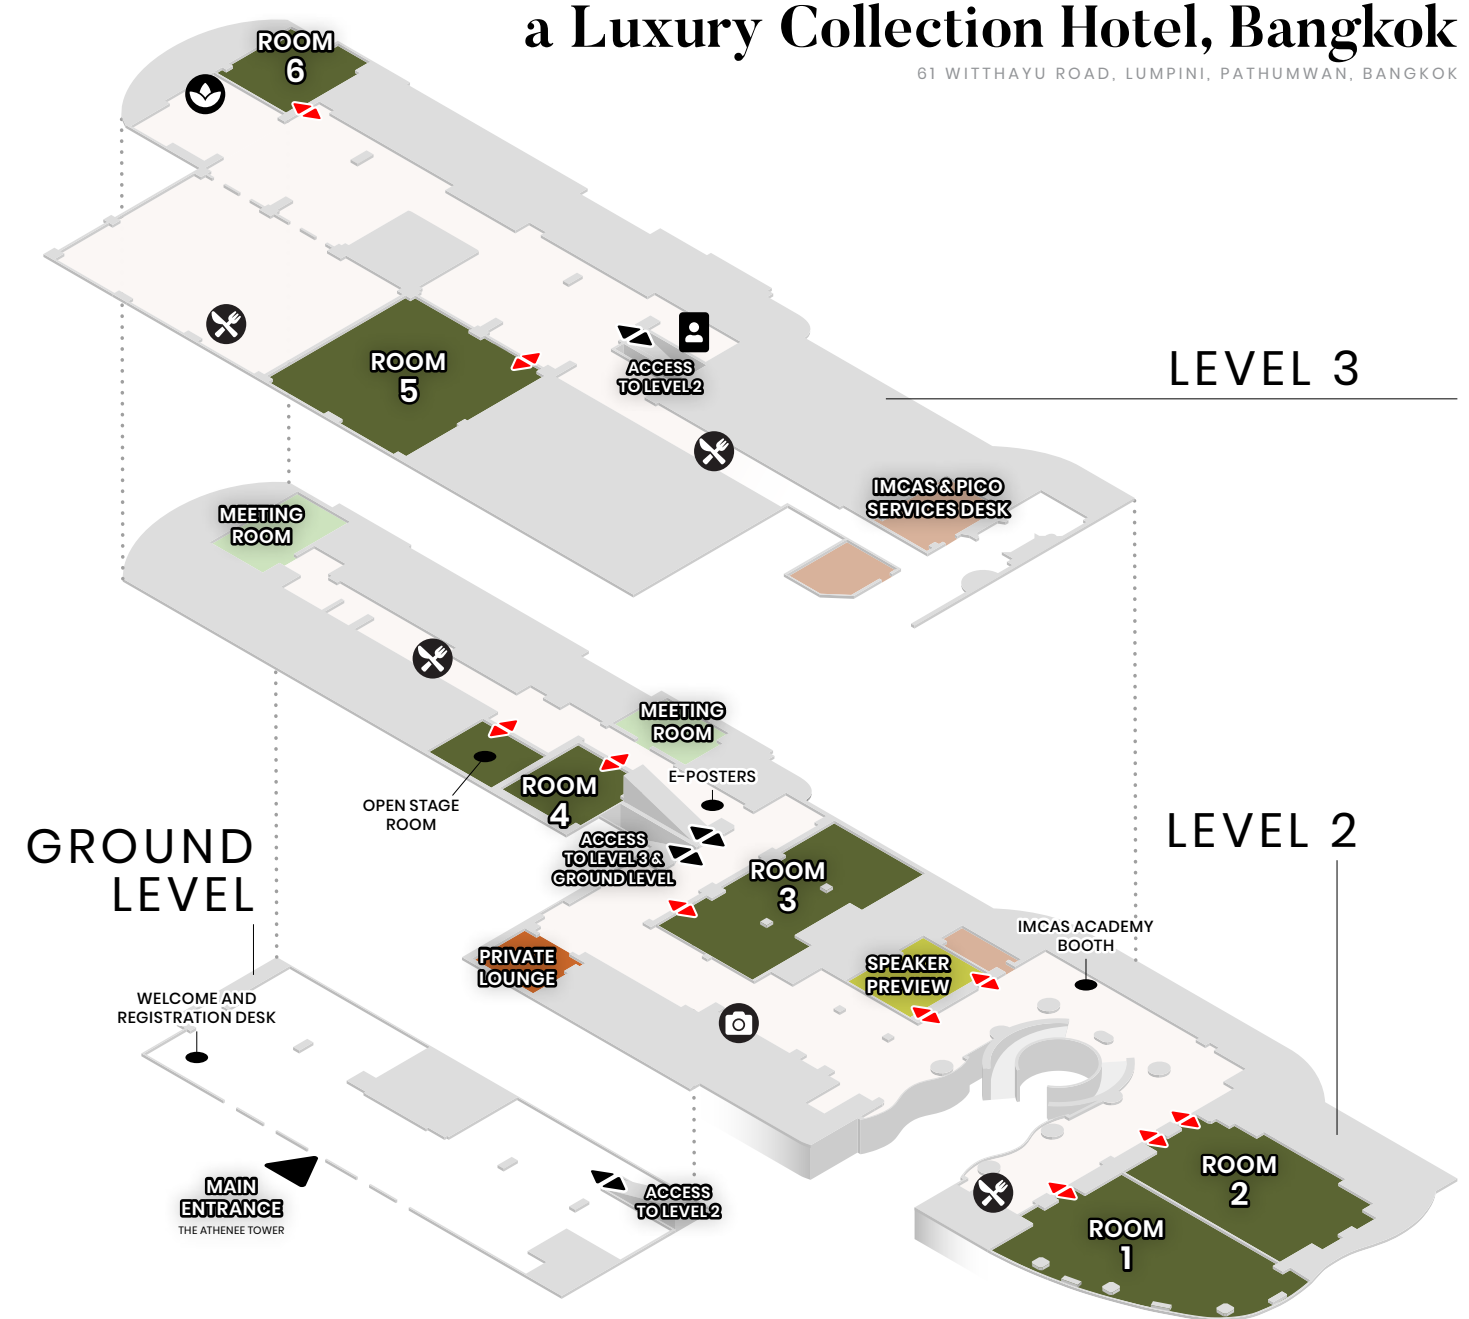 a Luxury Collection Hotel, Bangkok
61 WITTHAYU ROAD, LUMPINI, PATHUMWAN, BANGKOK
ROOM
6
ROOM
5
ACCESS
TO LEVEL 2
LEVEL 3
IMCAS & PICO
SERVICES DESK
MEETING
ROOM
MEETING
ROOM
E-POSTERS
OPEN STAGE
ROOM
ROOM
4
ACCESS
TO LEVEL 3 &
GROUND LEVEL
ROOM
3
LEVEL 2
GROUND
LEVEL
PRIVATE
LOUNGE
SPEAKER
PREVIEW
IMCAS ACADEMY
BOOTH
WELCOME AND
REGISTRATION DESK
MAIN
ENTRANCE
THE ATHENEE TOWER
ACCESS
TO LEVEL 2
ROOM
2
ROOM
1